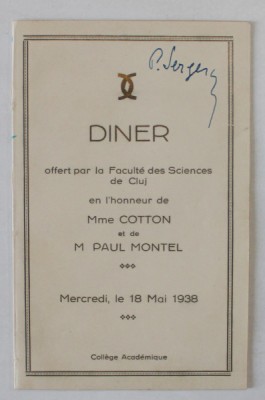 P. Sergescu
DINER
offert par la Faculté des Sciences
de Cluj
en l'honneur de
Mme COTTON
et de
M PAUL MONTEL
Mercredi, le 18 Mai 1938
Collège Académique